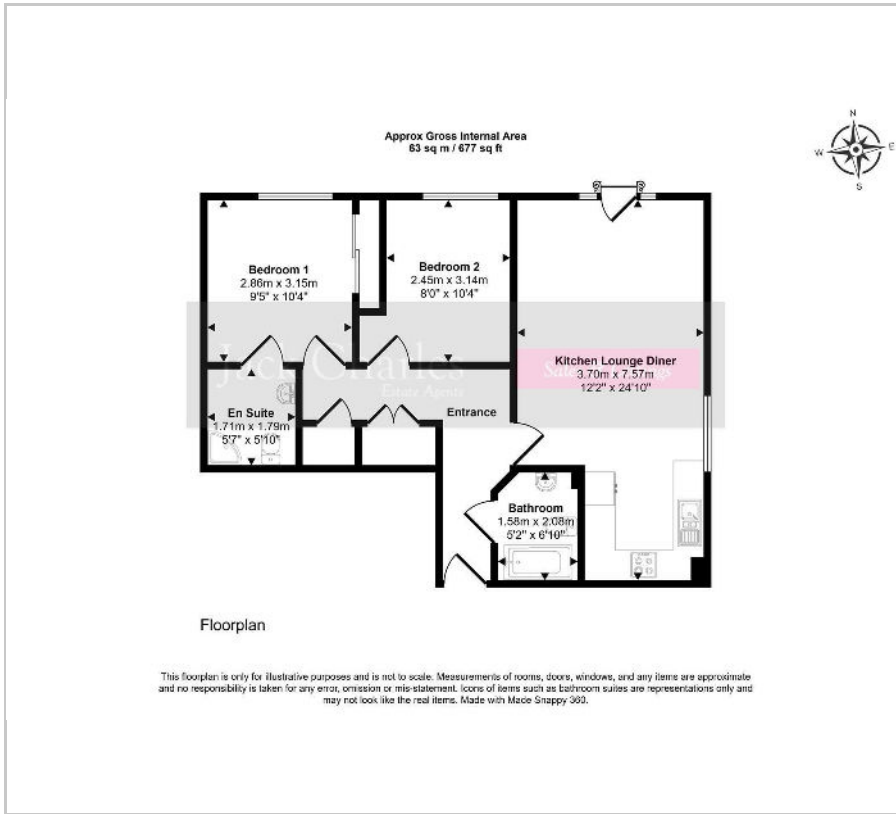 Approx Gross Internal Area
63 sq m / 677 sq ft
N
W
E
S
Bedroom 1
2.86m x 3.15m
9'5" x 10'4"
Bedroom 2
2.45m x 3.14m
8'0" x 10'4"
Kitchen Lounge Diner
3.70m x 7.57m
12'2" x 24'10"
Jack Charles
Estate Agents
En Suite
1.71m x 1.79m
5'7" x 5'10"
Entrance
Bathroom
1.58m x 2.08m
5'2" x 6'10"
Floorplan
This floorplan is only for illustrative purposes and is not to scale. Measurements of rooms, doors, windows, and any items are approximate
and no responsibility is taken for any error, omission or mis-statement. Icons of items such as bathroom suites are representations only and
may not look like the real items. Made with Made Snappy 360.